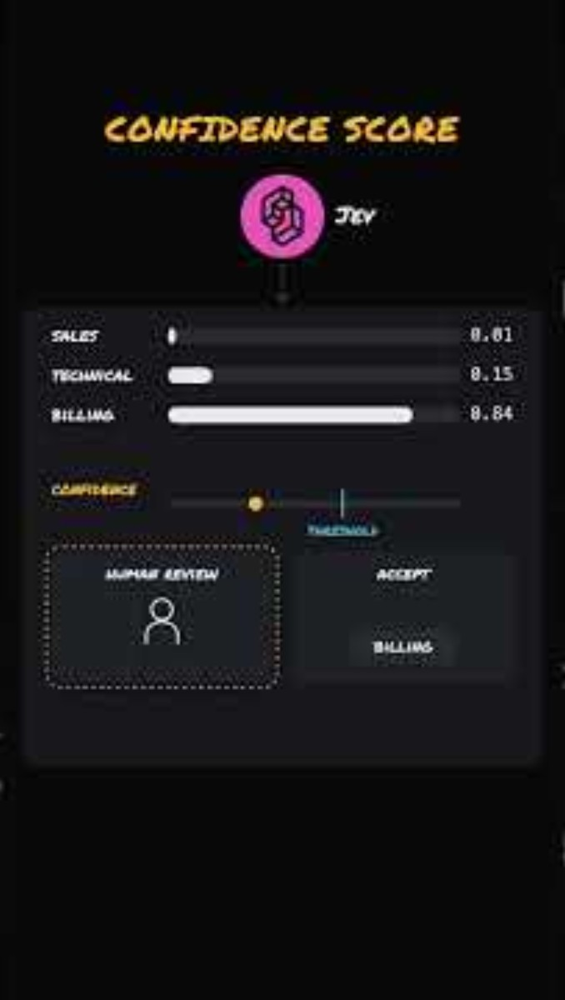 CONFIDENCE SCORE
JEV
SALES 0.01
TECHNICAL 0.15
BILLING 0.84
CONFIDENCE
THRESHOLD
HUMAN REVIEW
ACCEPT
BILLING